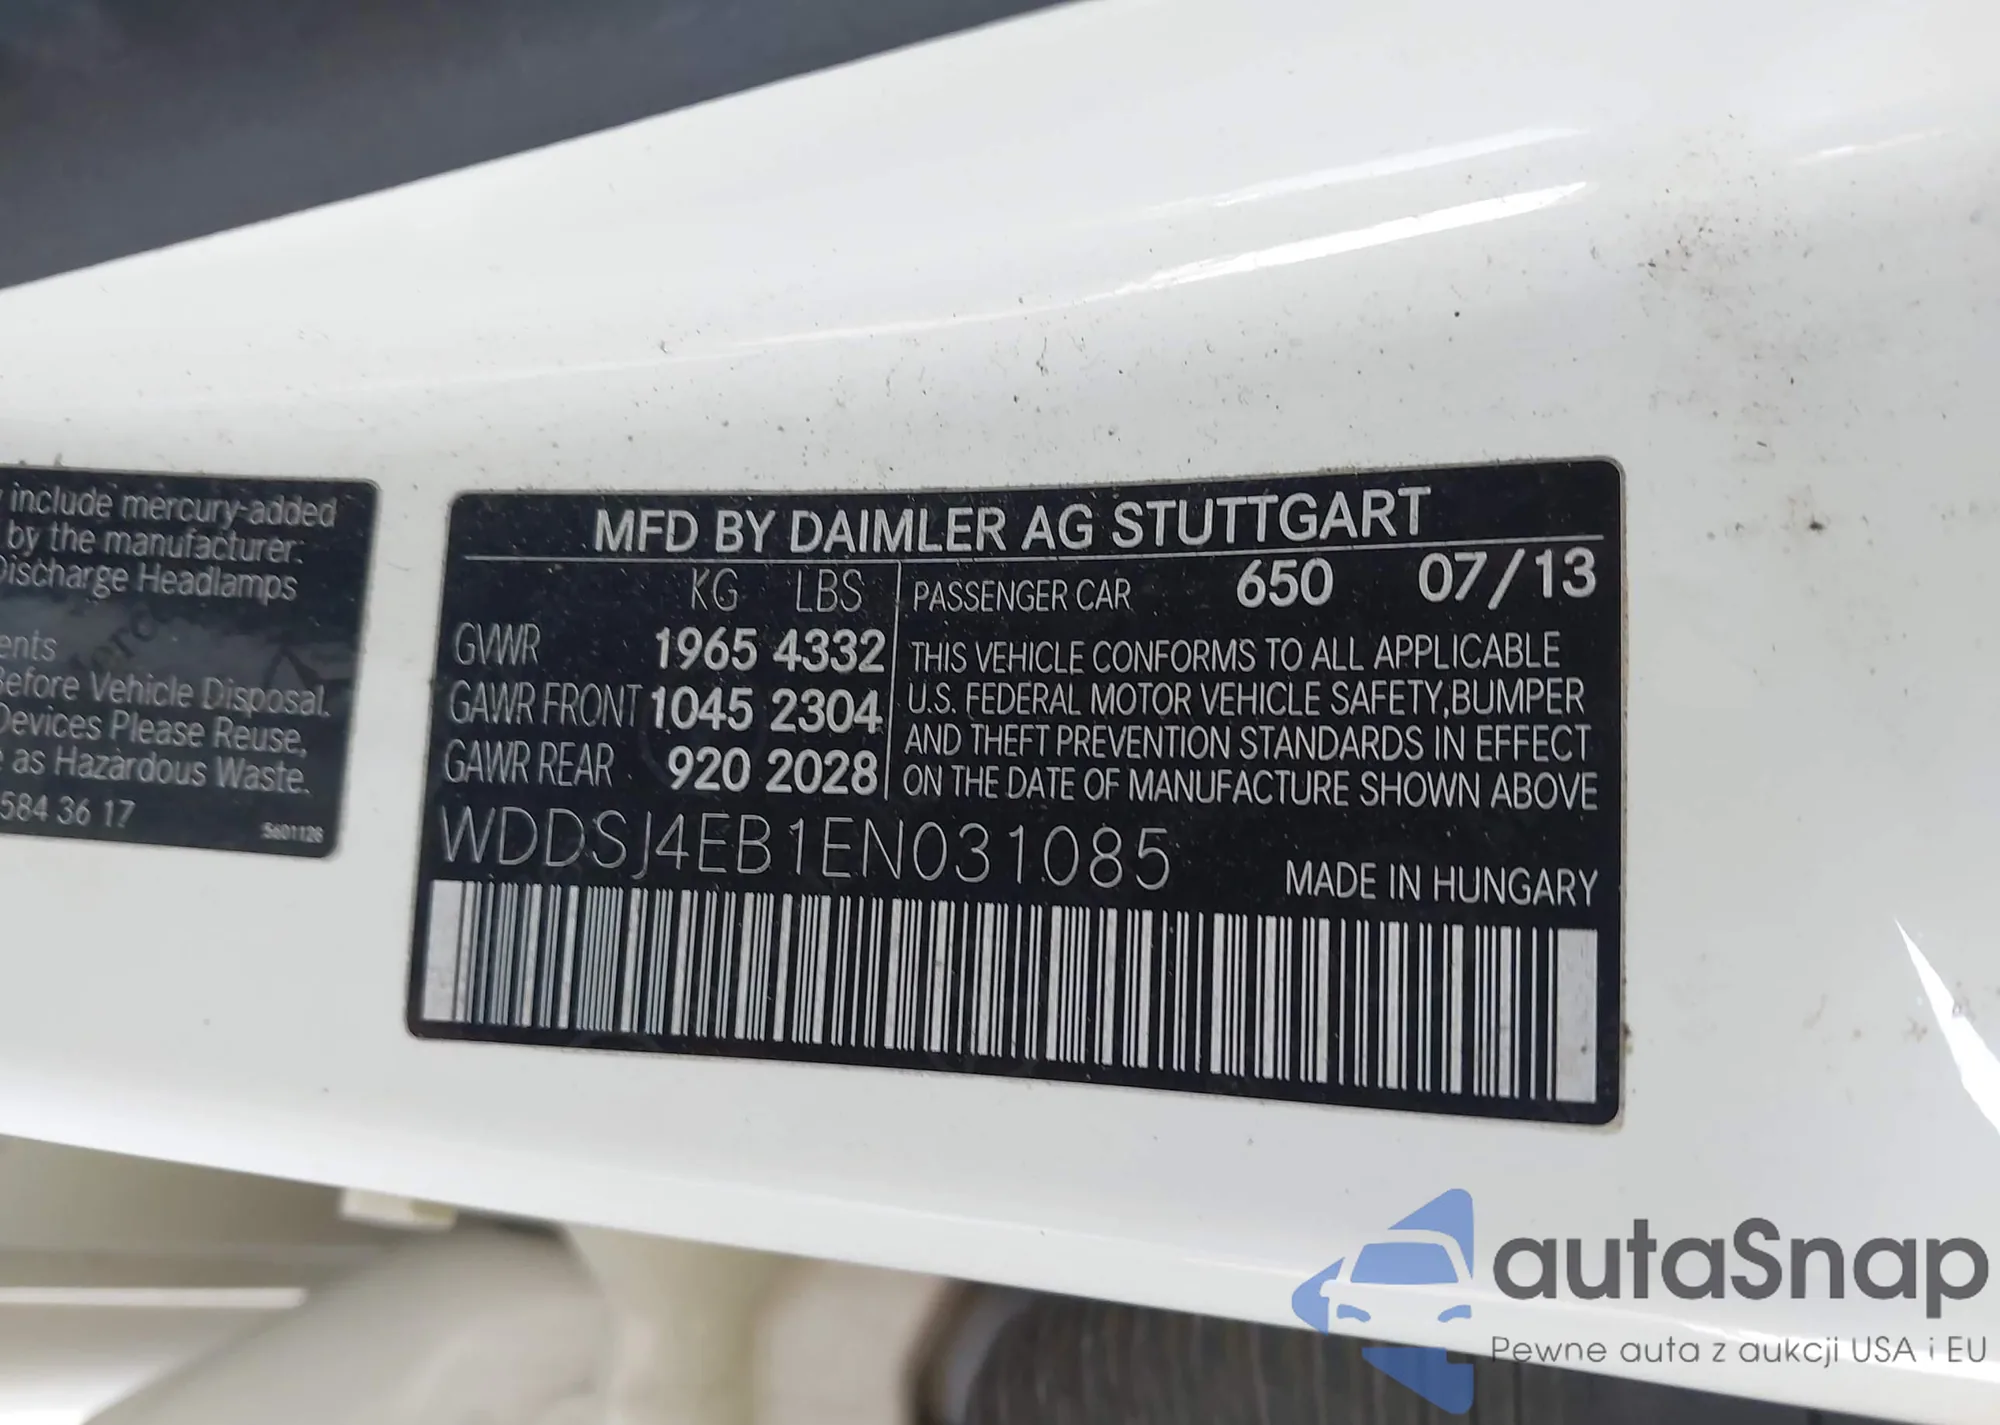 include mercury-added
by the manufacturer.
Discharge Headlamps
ents
Before Vehicle Disposal.
Devices Please Reuse,
as Hazardous Waste.
584 36 17
5601126
MFD BY DAIMLER AG STUTTGART
KG LBS
GVWR 1965 4332
GAWR FRONT 1045 2304
GAWR REAR 920 2028
PASSENGER CAR 650 07/13
THIS VEHICLE CONFORMS TO ALL APPLICABLE
U.S. FEDERAL MOTOR VEHICLE SAFETY, BUMPER
AND THEFT PREVENTION STANDARDS IN EFFECT
ON THE DATE OF MANUFACTURE SHOWN ABOVE
WDDSJ4EB1EN031085
MADE IN HUNGARY
autaSnap
Pewne auta z aukcji USA i EU